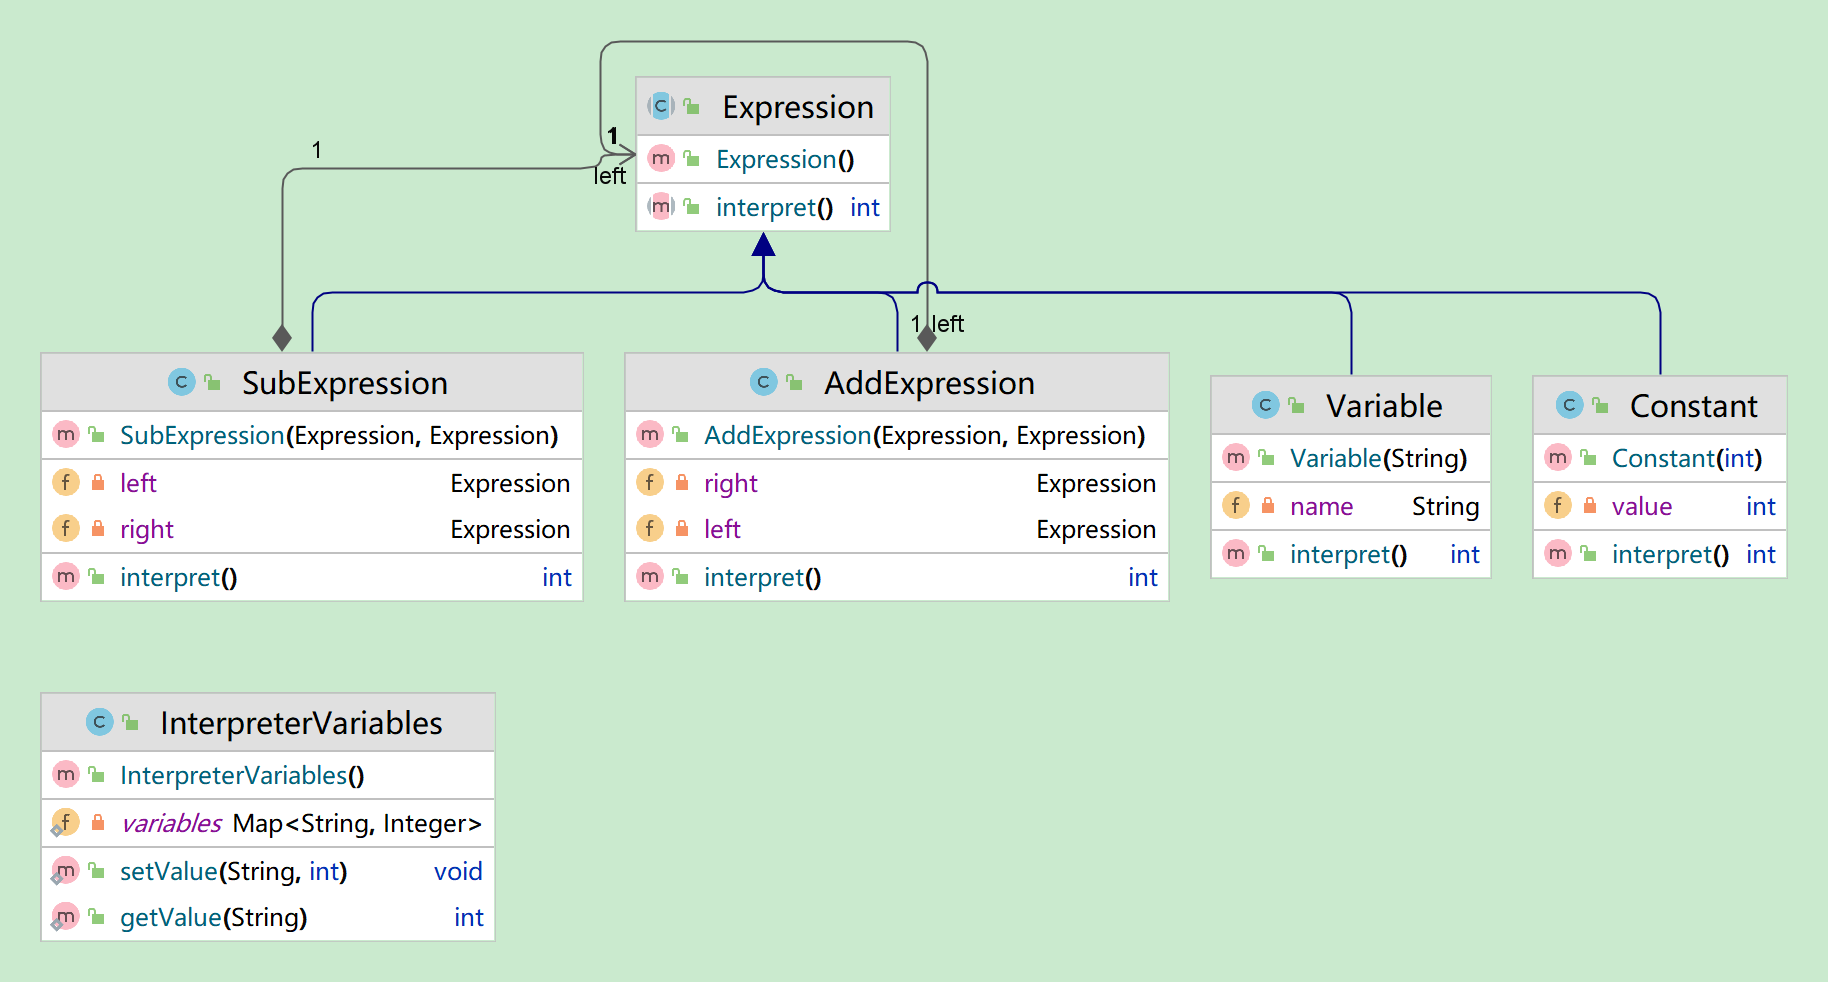 Expression
Expression()
interpret() int
1
1
left
1 left
SubExpression
SubExpression(Expression, Expression)
left Expression
right Expression
interpret() int
AddExpression
AddExpression(Expression, Expression)
right Expression
left Expression
interpret() int
Variable
Variable(String)
name String
interpret() int
Constant
Constant(int)
value int
interpret() int
InterpreterVariables
InterpreterVariables()
variables Map<String, Integer>
setValue(String, int) void
getValue(String) int